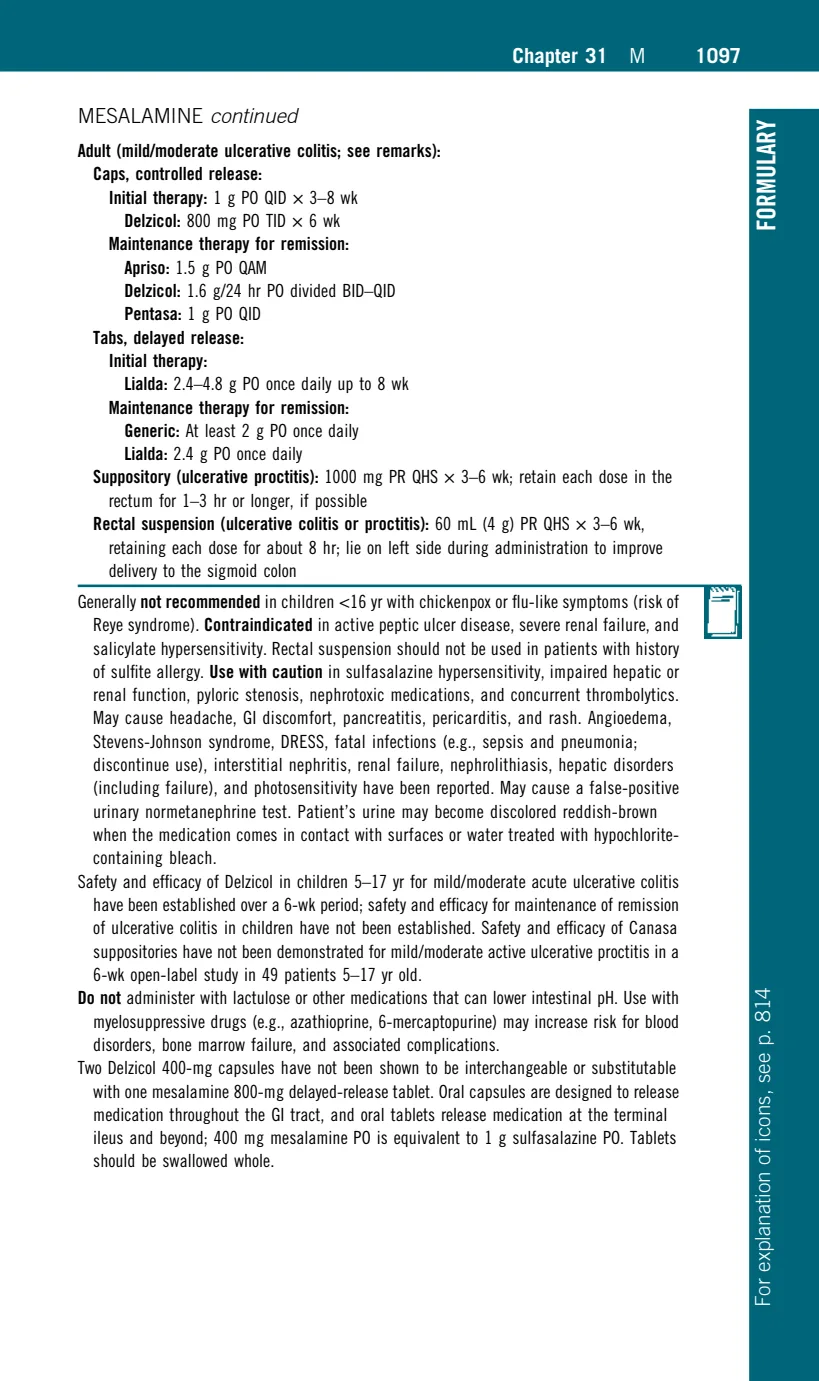 Chapter 31 M 1097
MESALAMINE continued
Adult (mild/moderate ulcerative colitis; see remarks):
Caps, controlled release:
Initial therapy: 1 g PO QID × 3–8 wk
Delzicol: 800 mg PO TID × 6 wk
Maintenance therapy for remission:
Apriso: 1.5 g PO QAM
Delzicol: 1.6 g/24 hr PO divided BID–QID
Pentasa: 1 g PO QID
Tabs, delayed release:
Initial therapy:
Lialda: 2.4–4.8 g PO once daily up to 8 wk
Maintenance therapy for remission:
Generic: At least 2 g PO once daily
Lialda: 2.4 g PO once daily
Suppository (ulcerative proctitis): 1000 mg PR QHS × 3–6 wk; retain each dose in the
rectum for 1–3 hr or longer, if possible
Rectal suspension (ulcerative colitis or proctitis): 60 mL (4 g) PR QHS × 3–6 wk,
retaining each dose for about 8 hr; lie on left side during administration to improve
delivery to the sigmoid colon
Generally not recommended in children <16 yr with chickenpox or flu-like symptoms (risk of
Reye syndrome). Contraindicated in active peptic ulcer disease, severe renal failure, and
salicylate hypersensitivity. Rectal suspension should not be used in patients with history
of sulfite allergy. Use with caution in sulfasalazine hypersensitivity, impaired hepatic or
renal function, pyloric stenosis, nephrotoxic medications, and concurrent thrombolytics.
May cause headache, GI discomfort, pancreatitis, pericarditis, and rash. Angioedema,
Stevens-Johnson syndrome, DRESS, fatal infections (e.g., sepsis and pneumonia;
discontinue use), interstitial nephritis, renal failure, nephrolithiasis, hepatic disorders
(including failure), and photosensitivity have been reported. May cause a false-positive
urinary normetanephrine test. Patient's urine may become discolored reddish-brown
when the medication comes in contact with surfaces or water treated with hypochlorite-
containing bleach.
Safety and efficacy of Delzicol in children 5–17 yr for mild/moderate acute ulcerative colitis
have been established over a 6-wk period; safety and efficacy for maintenance of remission
of ulcerative colitis in children have not been established. Safety and efficacy of Canasa
suppositories have not been demonstrated for mild/moderate active ulcerative proctitis in a
6-wk open-label study in 49 patients 5–17 yr old.
Do not administer with lactulose or other medications that can lower intestinal pH. Use with
myelosuppressive drugs (e.g., azathioprine, 6-mercaptopurine) may increase risk for blood
disorders, bone marrow failure, and associated complications.
Two Delzicol 400-mg capsules have not been shown to be interchangeable or substitutable
with one mesalamine 800-mg delayed-release tablet. Oral capsules are designed to release
medication throughout the GI tract, and oral tablets release medication at the terminal
ileus and beyond; 400 mg mesalamine PO is equivalent to 1 g sulfasalazine PO. Tablets
should be swallowed whole.
FORMULARY
For explanation of icons, see p. 814